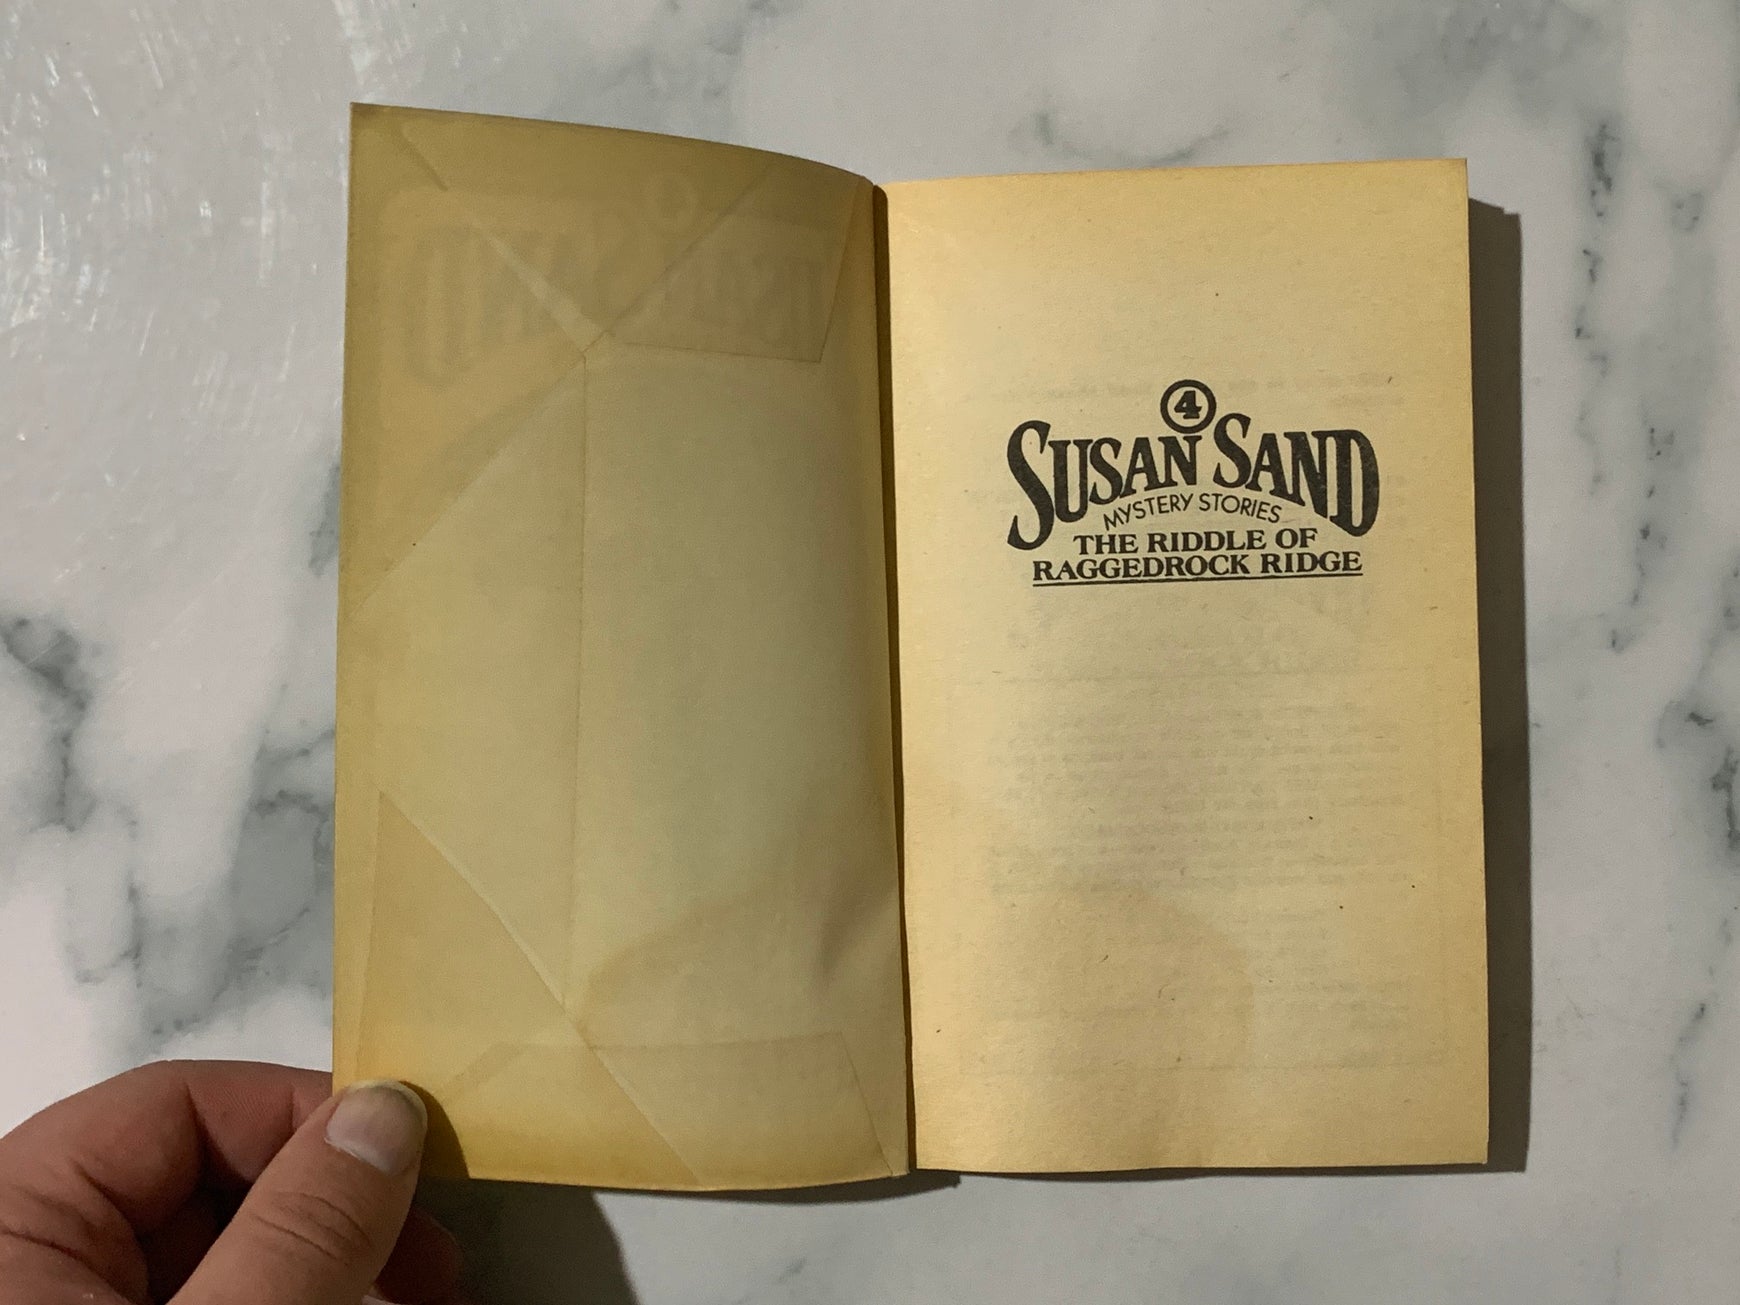 4
SUSAN SAND
MYSTERY STORIES
THE RIDDLE OF
RAGGEDROCK RIDGE